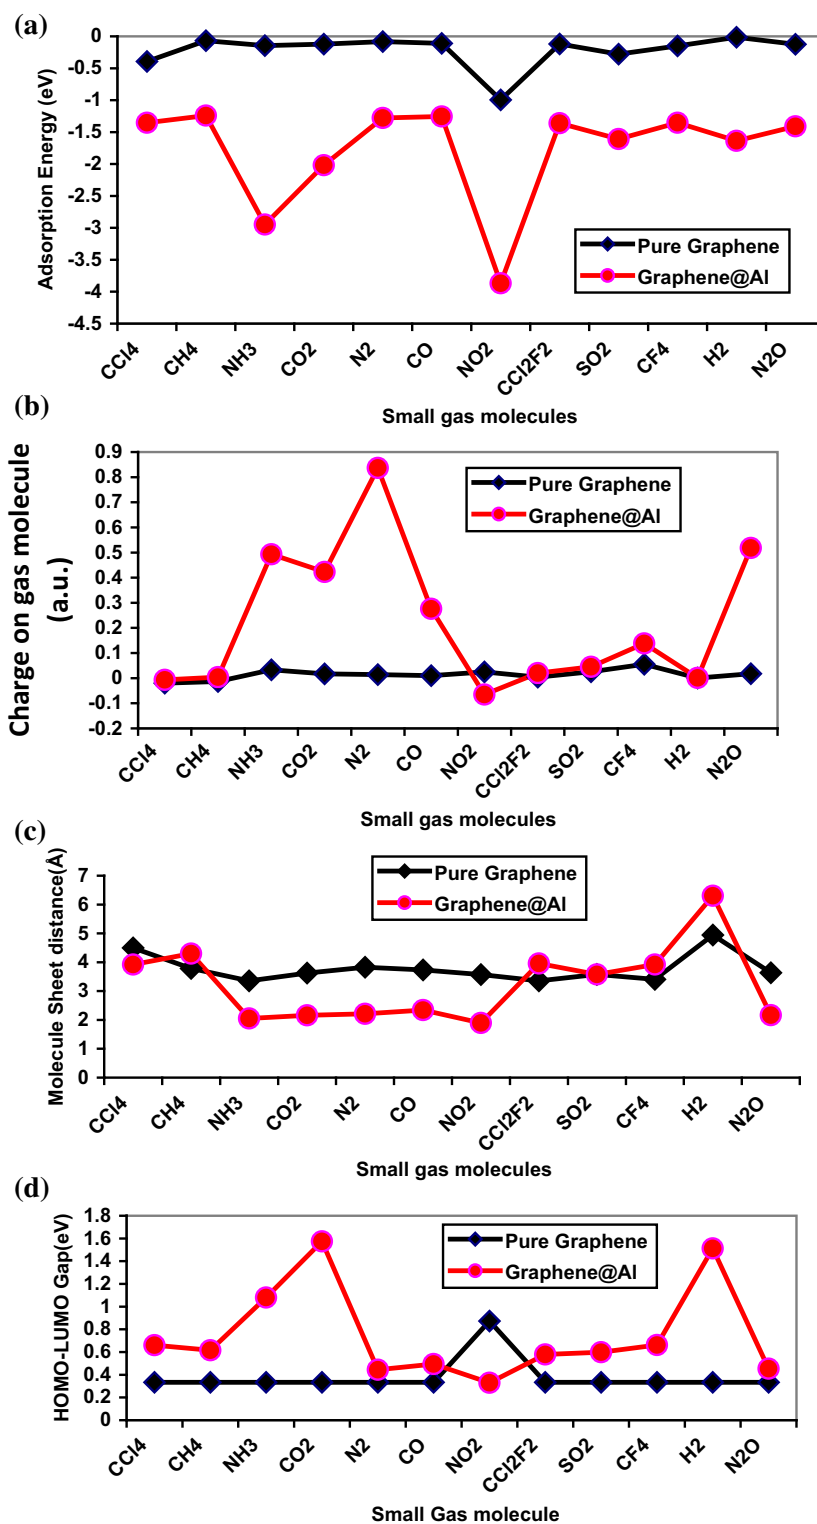 (a)
0
-0.5
-1
-1.5
-2
-2.5
-3
-3.5
-4
-4.5
Adsorption Energy (eV)
Pure Graphene
Graphene@Al
CCl4 CH4 NH3 CO2 N2 CO NO2 CCl2F2 SO2 CF4 H2 N2O
Small gas molecules
(b)
0.9
0.8
0.7
0.6
0.5
0.4
0.3
0.2
0.1
0
-0.1
-0.2
Charge on gas molecule
(a.u.)
Pure Graphene
Graphene@Al
CCl4 CH4 NH3 CO2 N2 CO NO2 CCl2F2 SO2 CF4 H2 N2O
Small gas molecules
(c)
7
6
5
4
3
2
1
0
Molecule Sheet distance(Å)
Pure Graphene
Graphene@Al
CCl4 CH4 NH3 CO2 N2 CO NO2 CCl2F2 SO2 CF4 H2 N2O
Small gas molecules
(d)
1.8
1.6
1.4
1.2
1
0.8
0.6
0.4
0.2
0
HOMO-LUMO Gap(eV)
Pure Graphene
Graphene@Al
CCl4 CH4 NH3 CO2 N2 CO NO2 CCl2F2 SO2 CF4 H2 N2O
Small Gas molecule